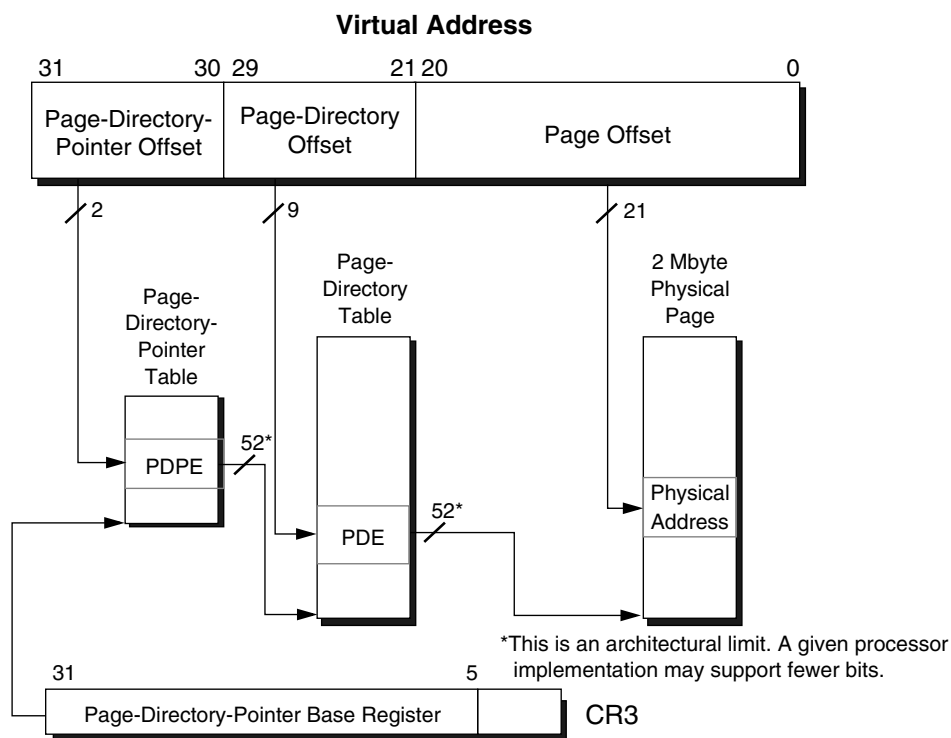 Virtual Address
31 30 29 21 20 0
Page-Directory-
Pointer Offset
Page-Directory
Offset
Page Offset
2
9
21
Page-
Directory-
Pointer
Table
Page-
Directory
Table
2 Mbyte
Physical
Page
52*
PDPE
52*
PDE
Physical
Address
*This is an architectural limit. A given processor
implementation may support fewer bits.
31 5
Page-Directory-Pointer Base Register
CR3